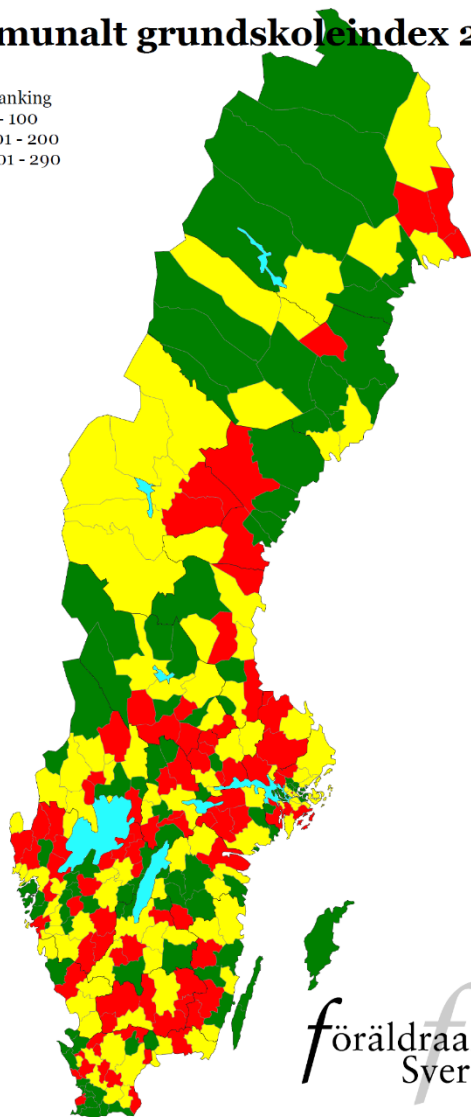 munalt grundskoleindex 2
anking
- 100
01 - 200
01 - 290
föräldraa
Sver